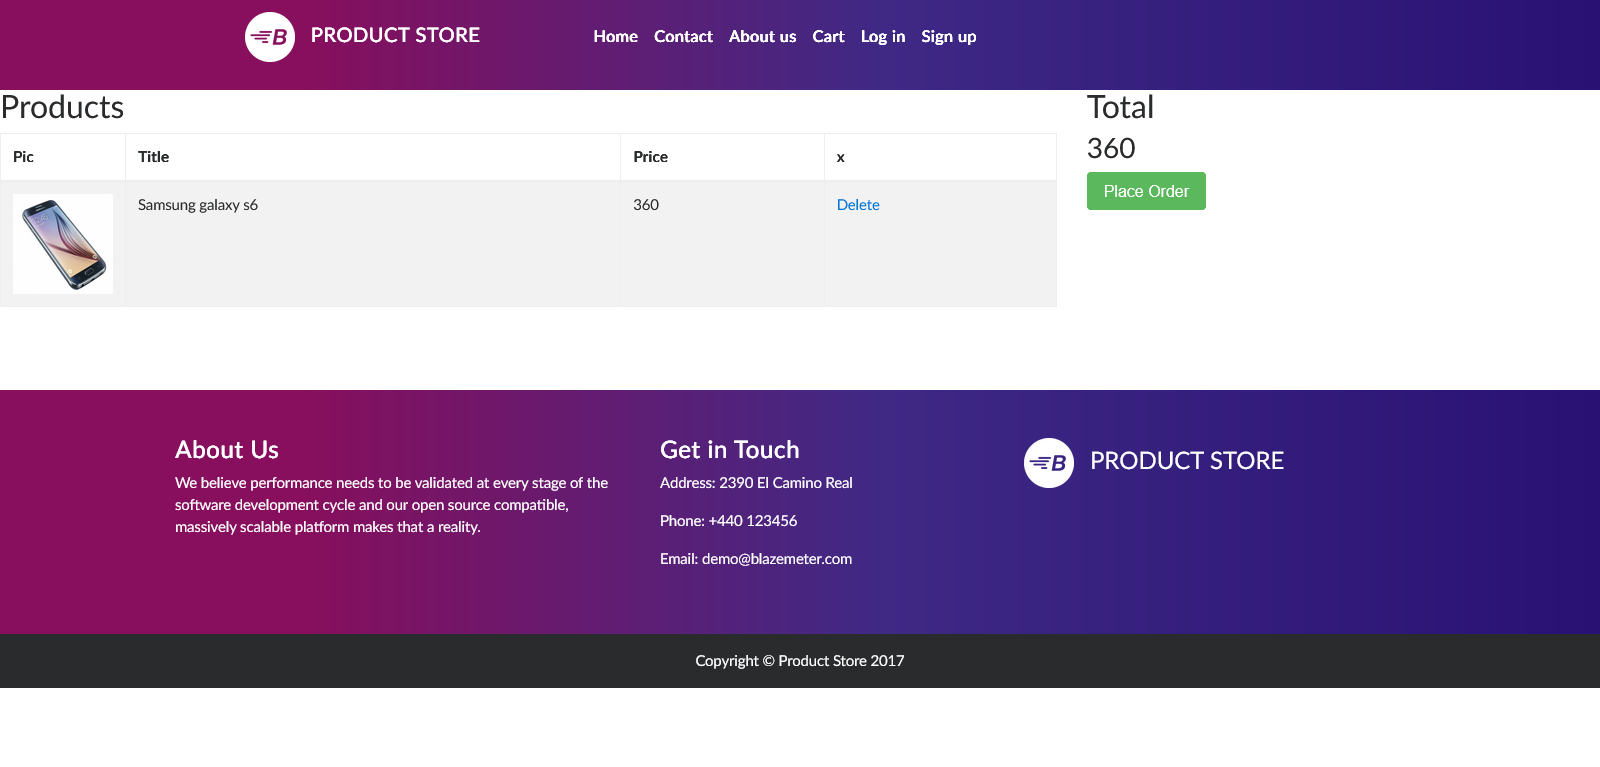 B PRODUCT STORE
Home Contact About us Cart Log in Sign up
Products
Pic Title Price x
Samsung galaxy s6 360 Delete
Total
360
Place Order
About Us
We believe performance needs to be validated at every stage of the
software development cycle and our open source compatible,
massively scalable platform makes that a reality.
Get in Touch
Address: 2390 El Camino Real
Phone: +440 123456
Email: demo@blazemeter.com
B PRODUCT STORE
Copyright © Product Store 2017